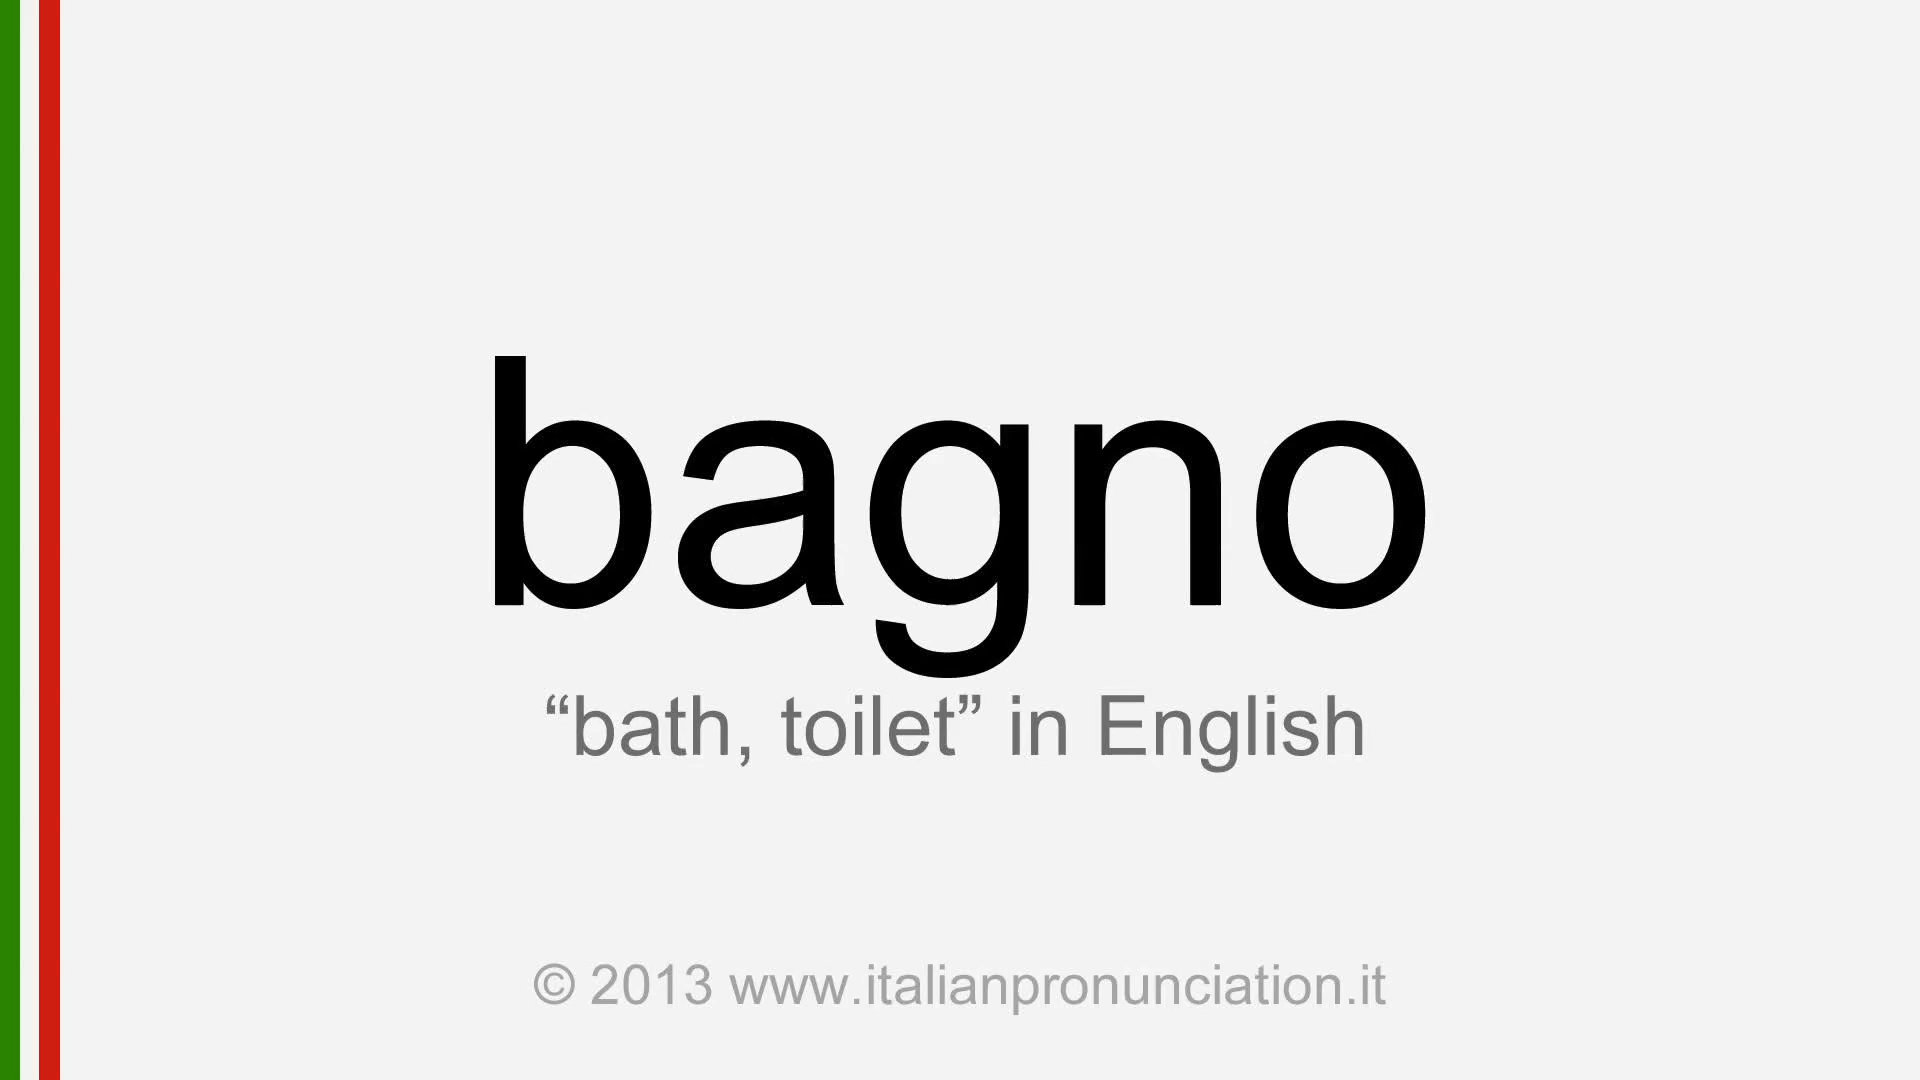 bagno
“bath, toilet” in English
© 2013 www.italianpronunciation.it